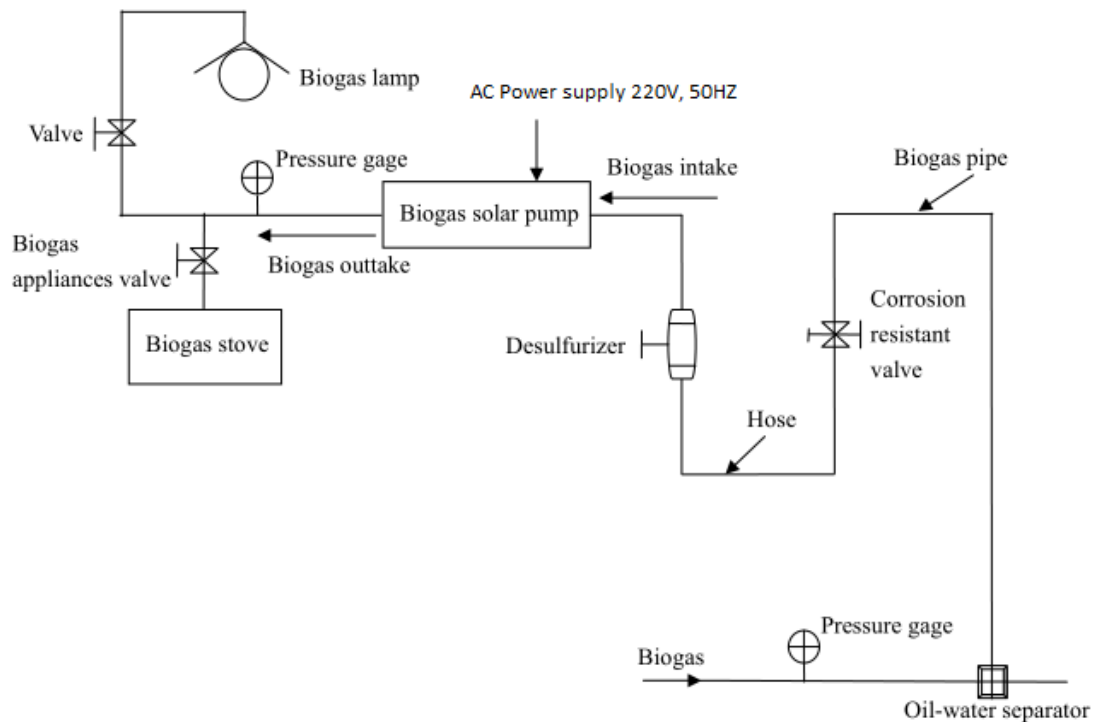 Biogas lamp
AC Power supply 220V, 50HZ
Valve
Pressure gage
Biogas intake
Biogas pipe
Biogas solar pump
Biogas
appliances valve
Biogas outtake
Biogas stove
Desulfurizer
Corrosion
resistant
valve
Hose
Pressure gage
Biogas
Oil-water separator